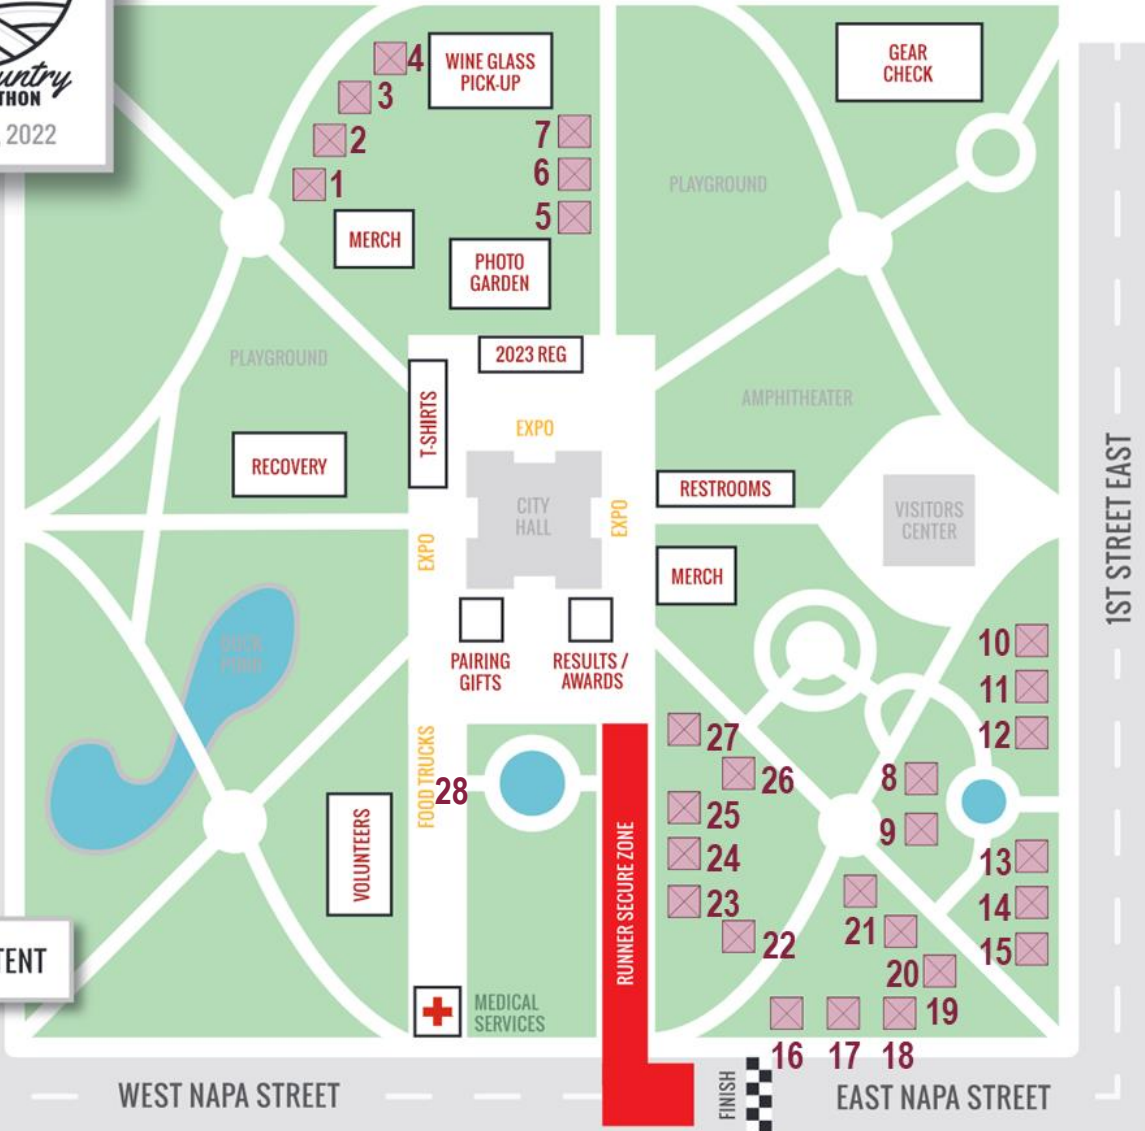 untry
THON
, 2022
4
WINE GLASS
PICK-UP
GEAR
CHECK
3
7
2
6
PLAYGROUND
1
5
MERCH
PHOTO
GARDEN
2023 REG
PLAYGROUND
T-SHIRTS
AMPHITHEATER
EXPO
RECOVERY
RESTROOMS
CITY
HALL
EXPO
VISITORS
CENTER
1ST STREET EAST
EXPO
MERCH
DUCK
POND
PAIRING
GIFTS
RESULTS /
AWARDS
10
11
12
27
26
8
FOOD TRUCKS
28
25
9
VOLUNTEERS
RUNNER SECURE ZONE
24
13
23
14
21
22
15
20
TENT
19
MEDICAL
SERVICES
16
17
18
WEST NAPA STREET
FINISH
EAST NAPA STREET